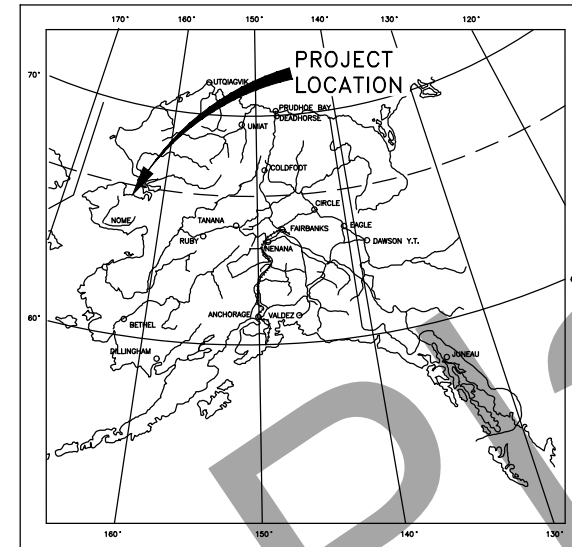 170° 160° 150° 140° 130° 120°
PROJECT
LOCATION
70°
UTQIAGVIK
PRUDHOE BAY
DEADHORSE
UMIAT
COLDFOOT
CIRCLE
NOME
TANANA
EAGLE
FAIRBANKS
RUBY
DAWSON Y.T.
NENANA
60°
ANCHORAGE
VALDEZ
BETHEL
DILLINGHAM
JUNEAU
160° 150° 140° 130°